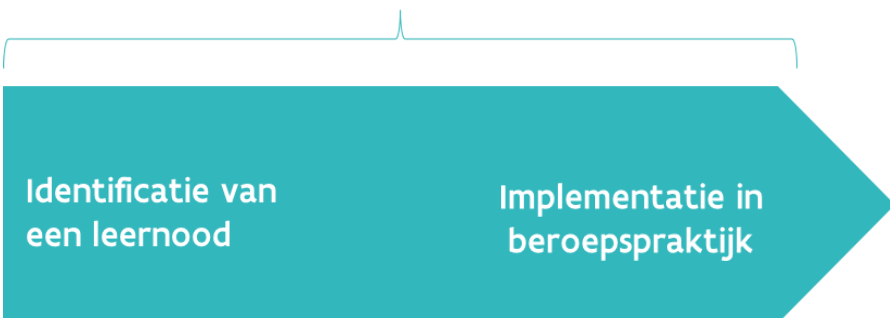 Identificatie van
een leernood
Implementatie in
beroepspraktijk